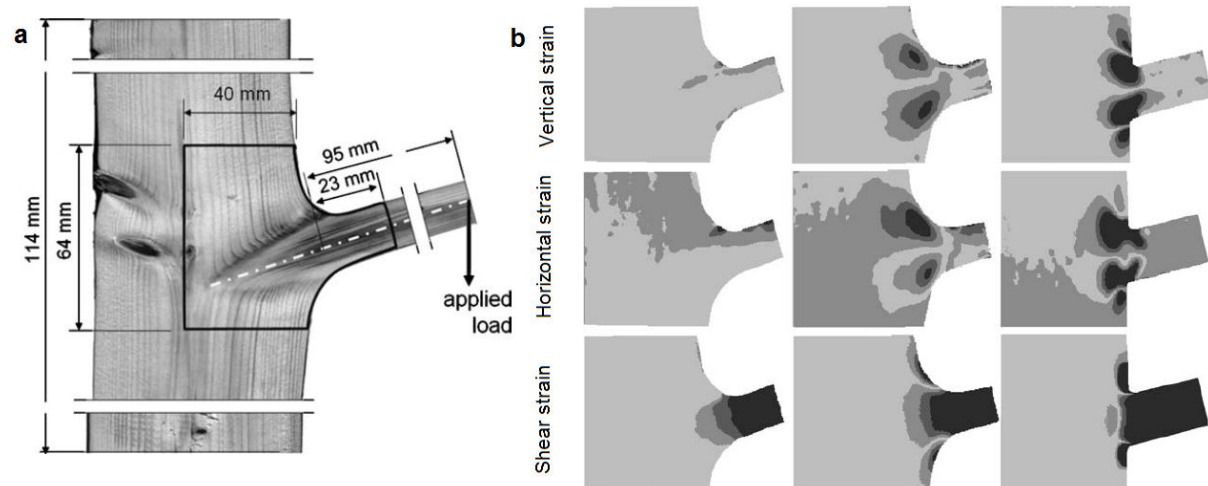 a
40 mm
95 mm
23 mm
114 mm
64 mm
applied
load
b
Vertical strain
Horizontal strain
Shear strain